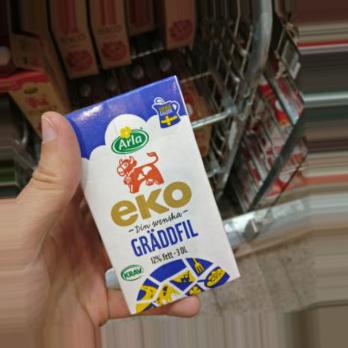 Arla
eko
Din svenska
GRÄDDFIL
12% fett · 3 DL
KRAV